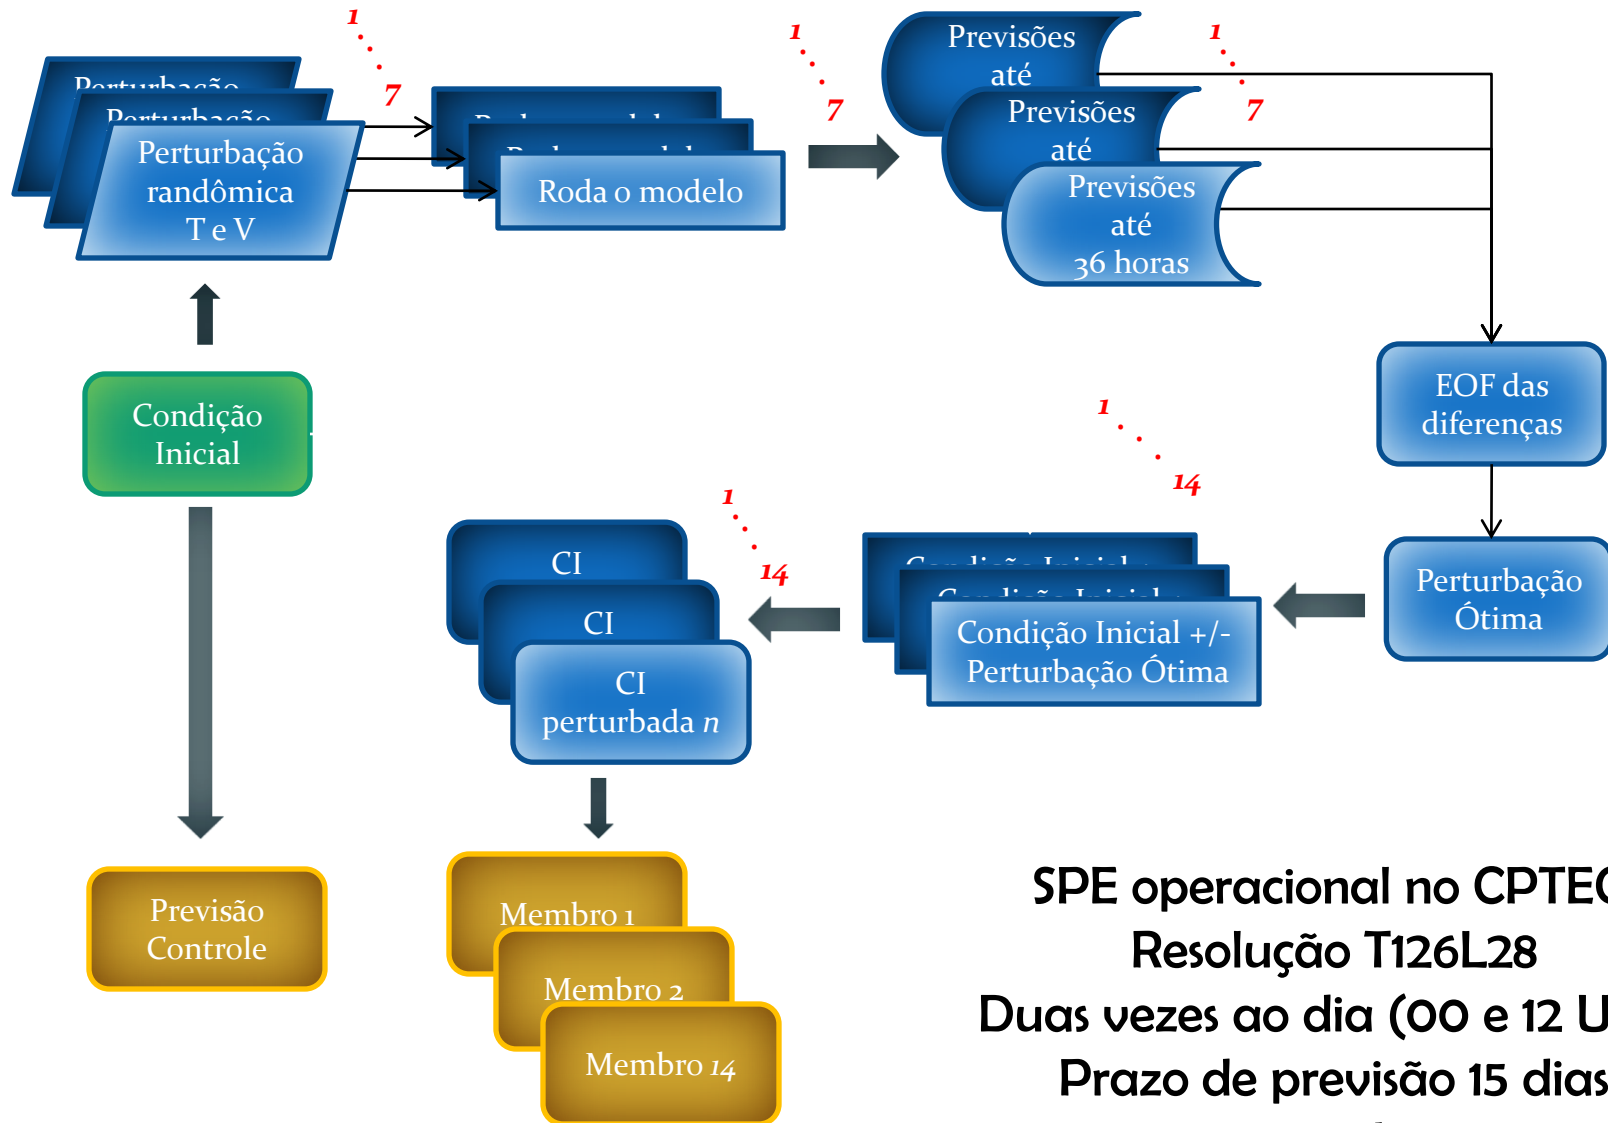 1
7
1
7
1
7
Perturbação
Perturbação
Perturbação
randômica
T e V
Roda o modelo
Previsões
até
Previsões
até
Previsões
até
36 horas
Condição
Inicial
EOF das
diferenças
1
14
1
14
CI
CI
CI
perturbada n
Condição Inicial +/-
Perturbação Ótima
Perturbação
Ótima
Previsão
Controle
Membro 1
Membro 2
Membro 14
SPE operacional no CPTEC
Resolução T126L28
Duas vezes ao dia (00 e 12 U
Prazo de previsão 15 dias